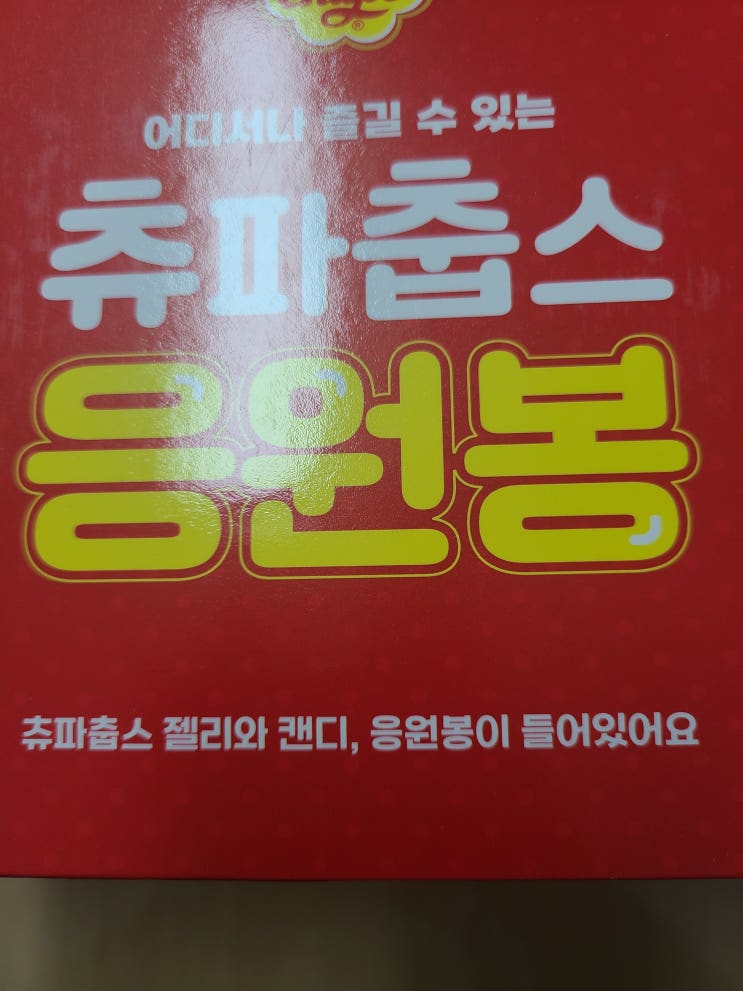 어디서나 즐길 수 있는
츄파춥스
응원봉
츄파춥스 젤리와 캔디, 응원봉이 들어있어요